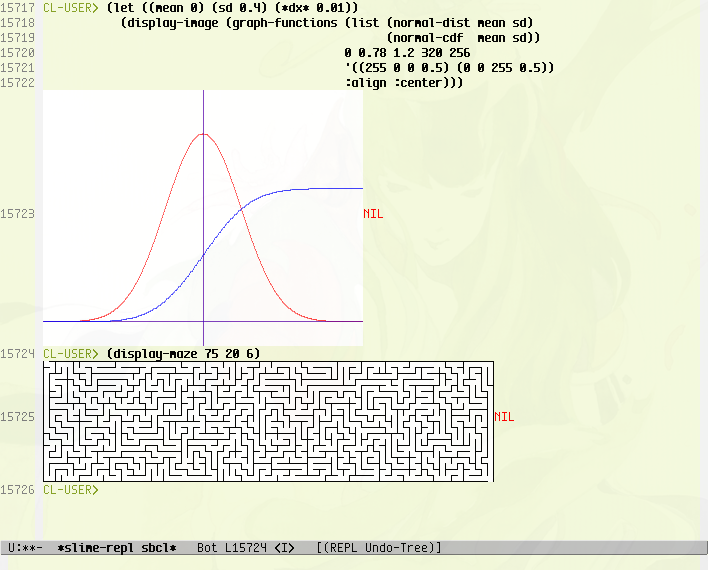 15717 CL-USER> (let ((mean 0) (sd 0.4) (*dx* 0.01))
15718 (display-image (graph-functions (list (normal-dist mean sd)
15719 (normal-cdf mean sd))
15720 0 0.78 1.2 320 256
15721 '((255 0 0 0.5) (0 0 255 0.5))
15722 :align :center)))
15723 NIL
15724 CL-USER> (display-maze 75 20 6)
15725 NIL
15726 CL-USER>
U:**- *slime-repl sbcl* Bot L15724 <I> [(REPL Undo-Tree)]